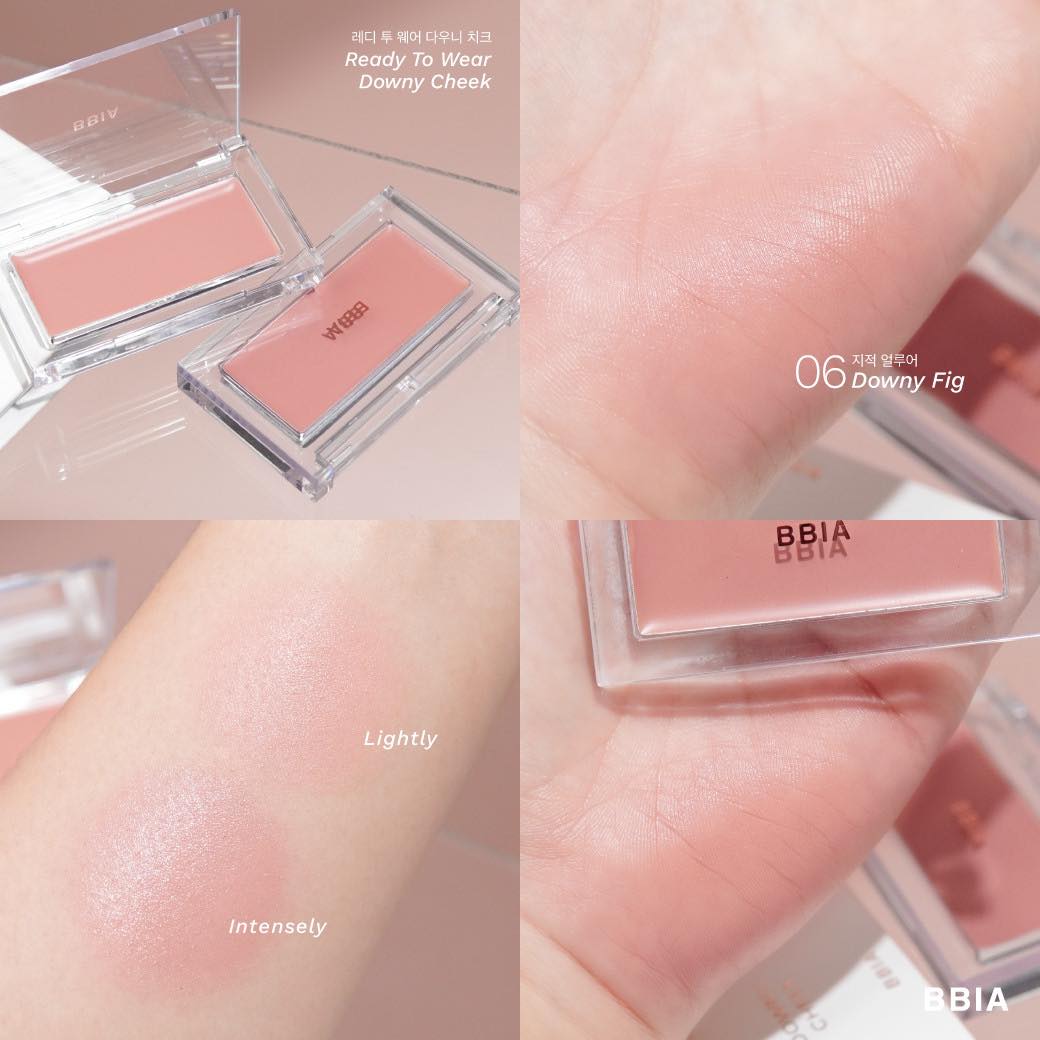 레디 투 웨어 다우니 치크
Ready To Wear
Downy Cheek
BBIA
BBIA
06 지적 얼루어
Downy Fig
Lightly
Intensely
BBIA
BBIA
BBIA